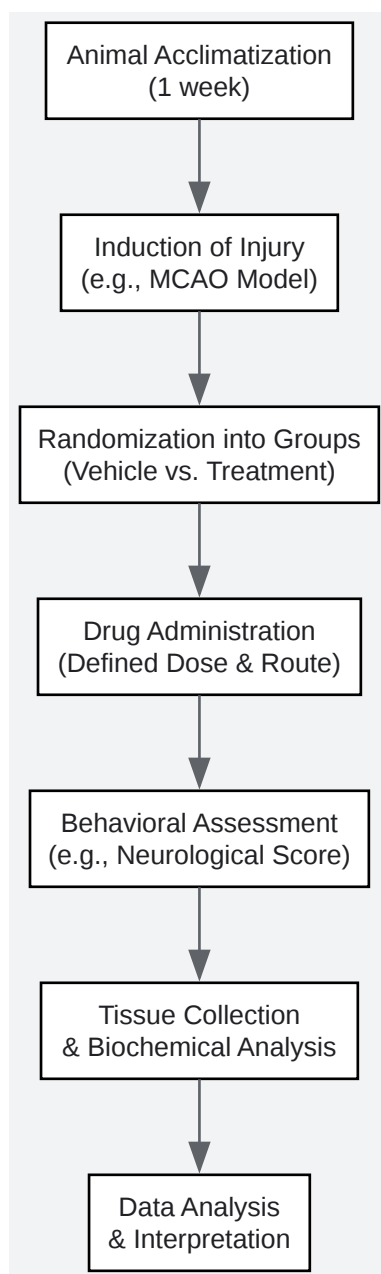 Animal Acclimatization
(1 week)
Induction of Injury
(e.g., MCAO Model)
Randomization into Groups
(Vehicle vs. Treatment)
Drug Administration
(Defined Dose & Route)
Behavioral Assessment
(e.g., Neurological Score)
Tissue Collection
& Biochemical Analysis
Data Analysis
& Interpretation